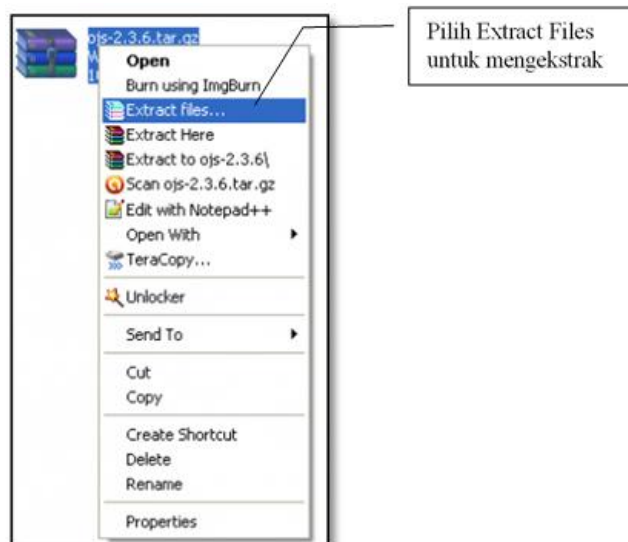 ojs-2.3.6.tar.gz
Pilih Extract Files
untuk mengekstrak
Open
Burn using ImgBurn
Extract files...
Extract Here
Extract to ojs-2.3.6\
Scan ojs-2.3.6.tar.gz
Edit with Notepad++
Open With
TeraCopy...
Unlocker
Send To
Cut
Copy
Create Shortcut
Delete
Rename
Properties